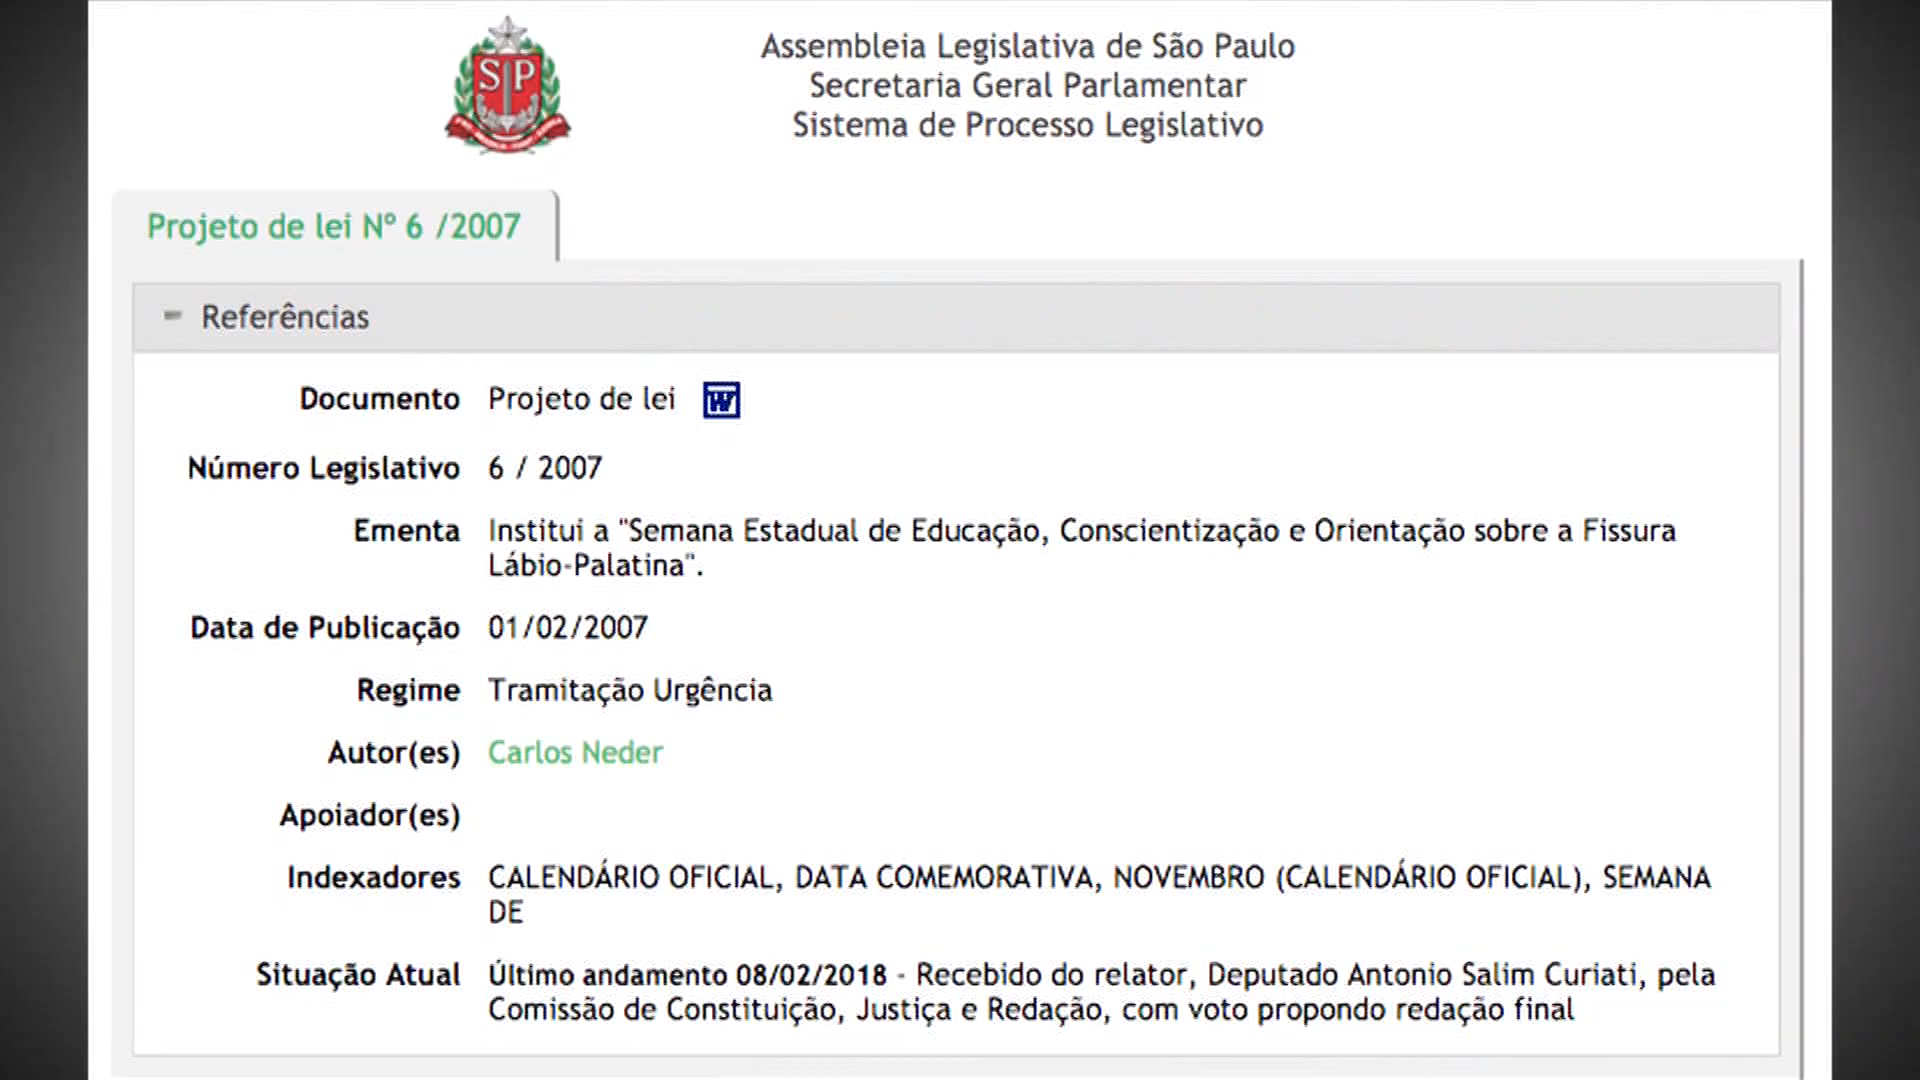 SP
Assembleia Legislativa de São Paulo
Secretaria Geral Parlamentar
Sistema de Processo Legislativo
Projeto de lei Nº 6 /2007
Referências
Documento Projeto de lei W
Número Legislativo 6 / 2007
Ementa Institui a "Semana Estadual de Educação, Conscientização e Orientação sobre a Fissura
Lábio-Palatina".
Data de Publicação 01/02/2007
Regime Tramitação Urgência
Autor(es) Carlos Neder
Apoiador(es)
Indexadores CALENDÁRIO OFICIAL, DATA COMEMORATIVA, NOVEMBRO (CALENDÁRIO OFICIAL), SEMANA
DE
Situação Atual Último andamento 08/02/2018 - Recebido do relator, Deputado Antonio Salim Curiati, pela
Comissão de Constituição, Justiça e Redação, com voto propondo redação final